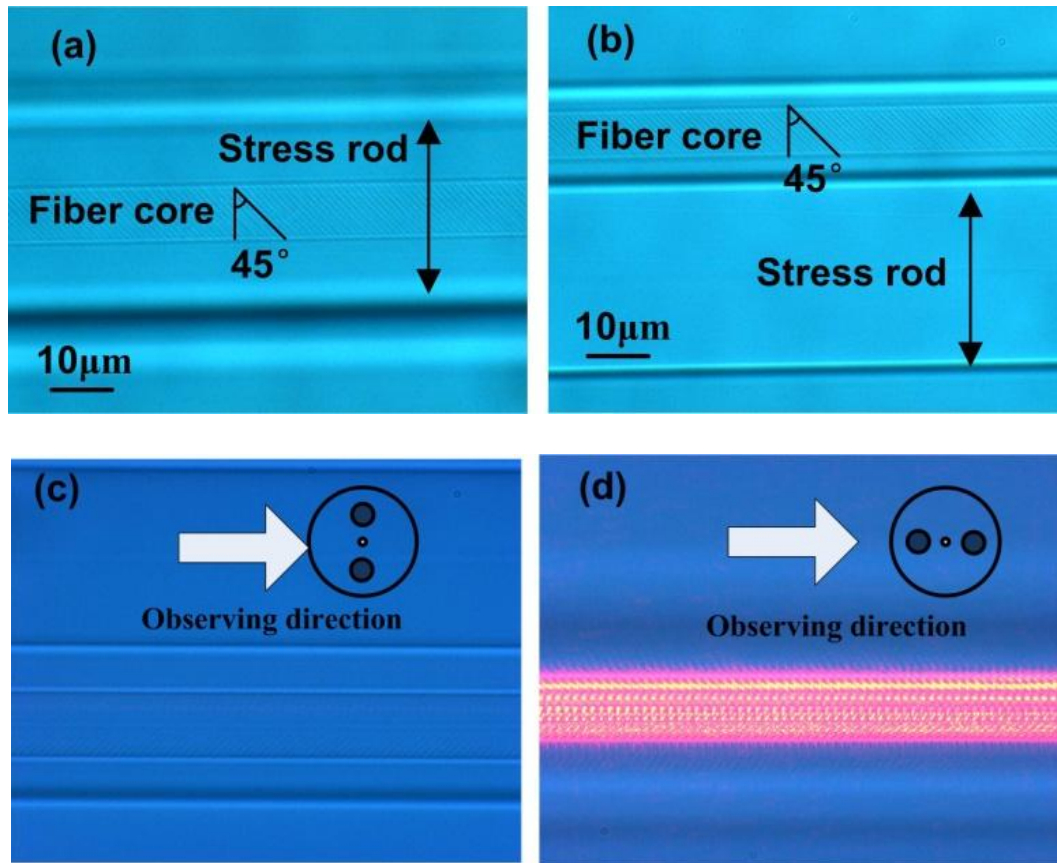 (a)
Stress rod
Fiber core
45°
10μm
(b)
Fiber core
45°
Stress rod
10μm
(c)
Observing direction
(d)
Observing direction